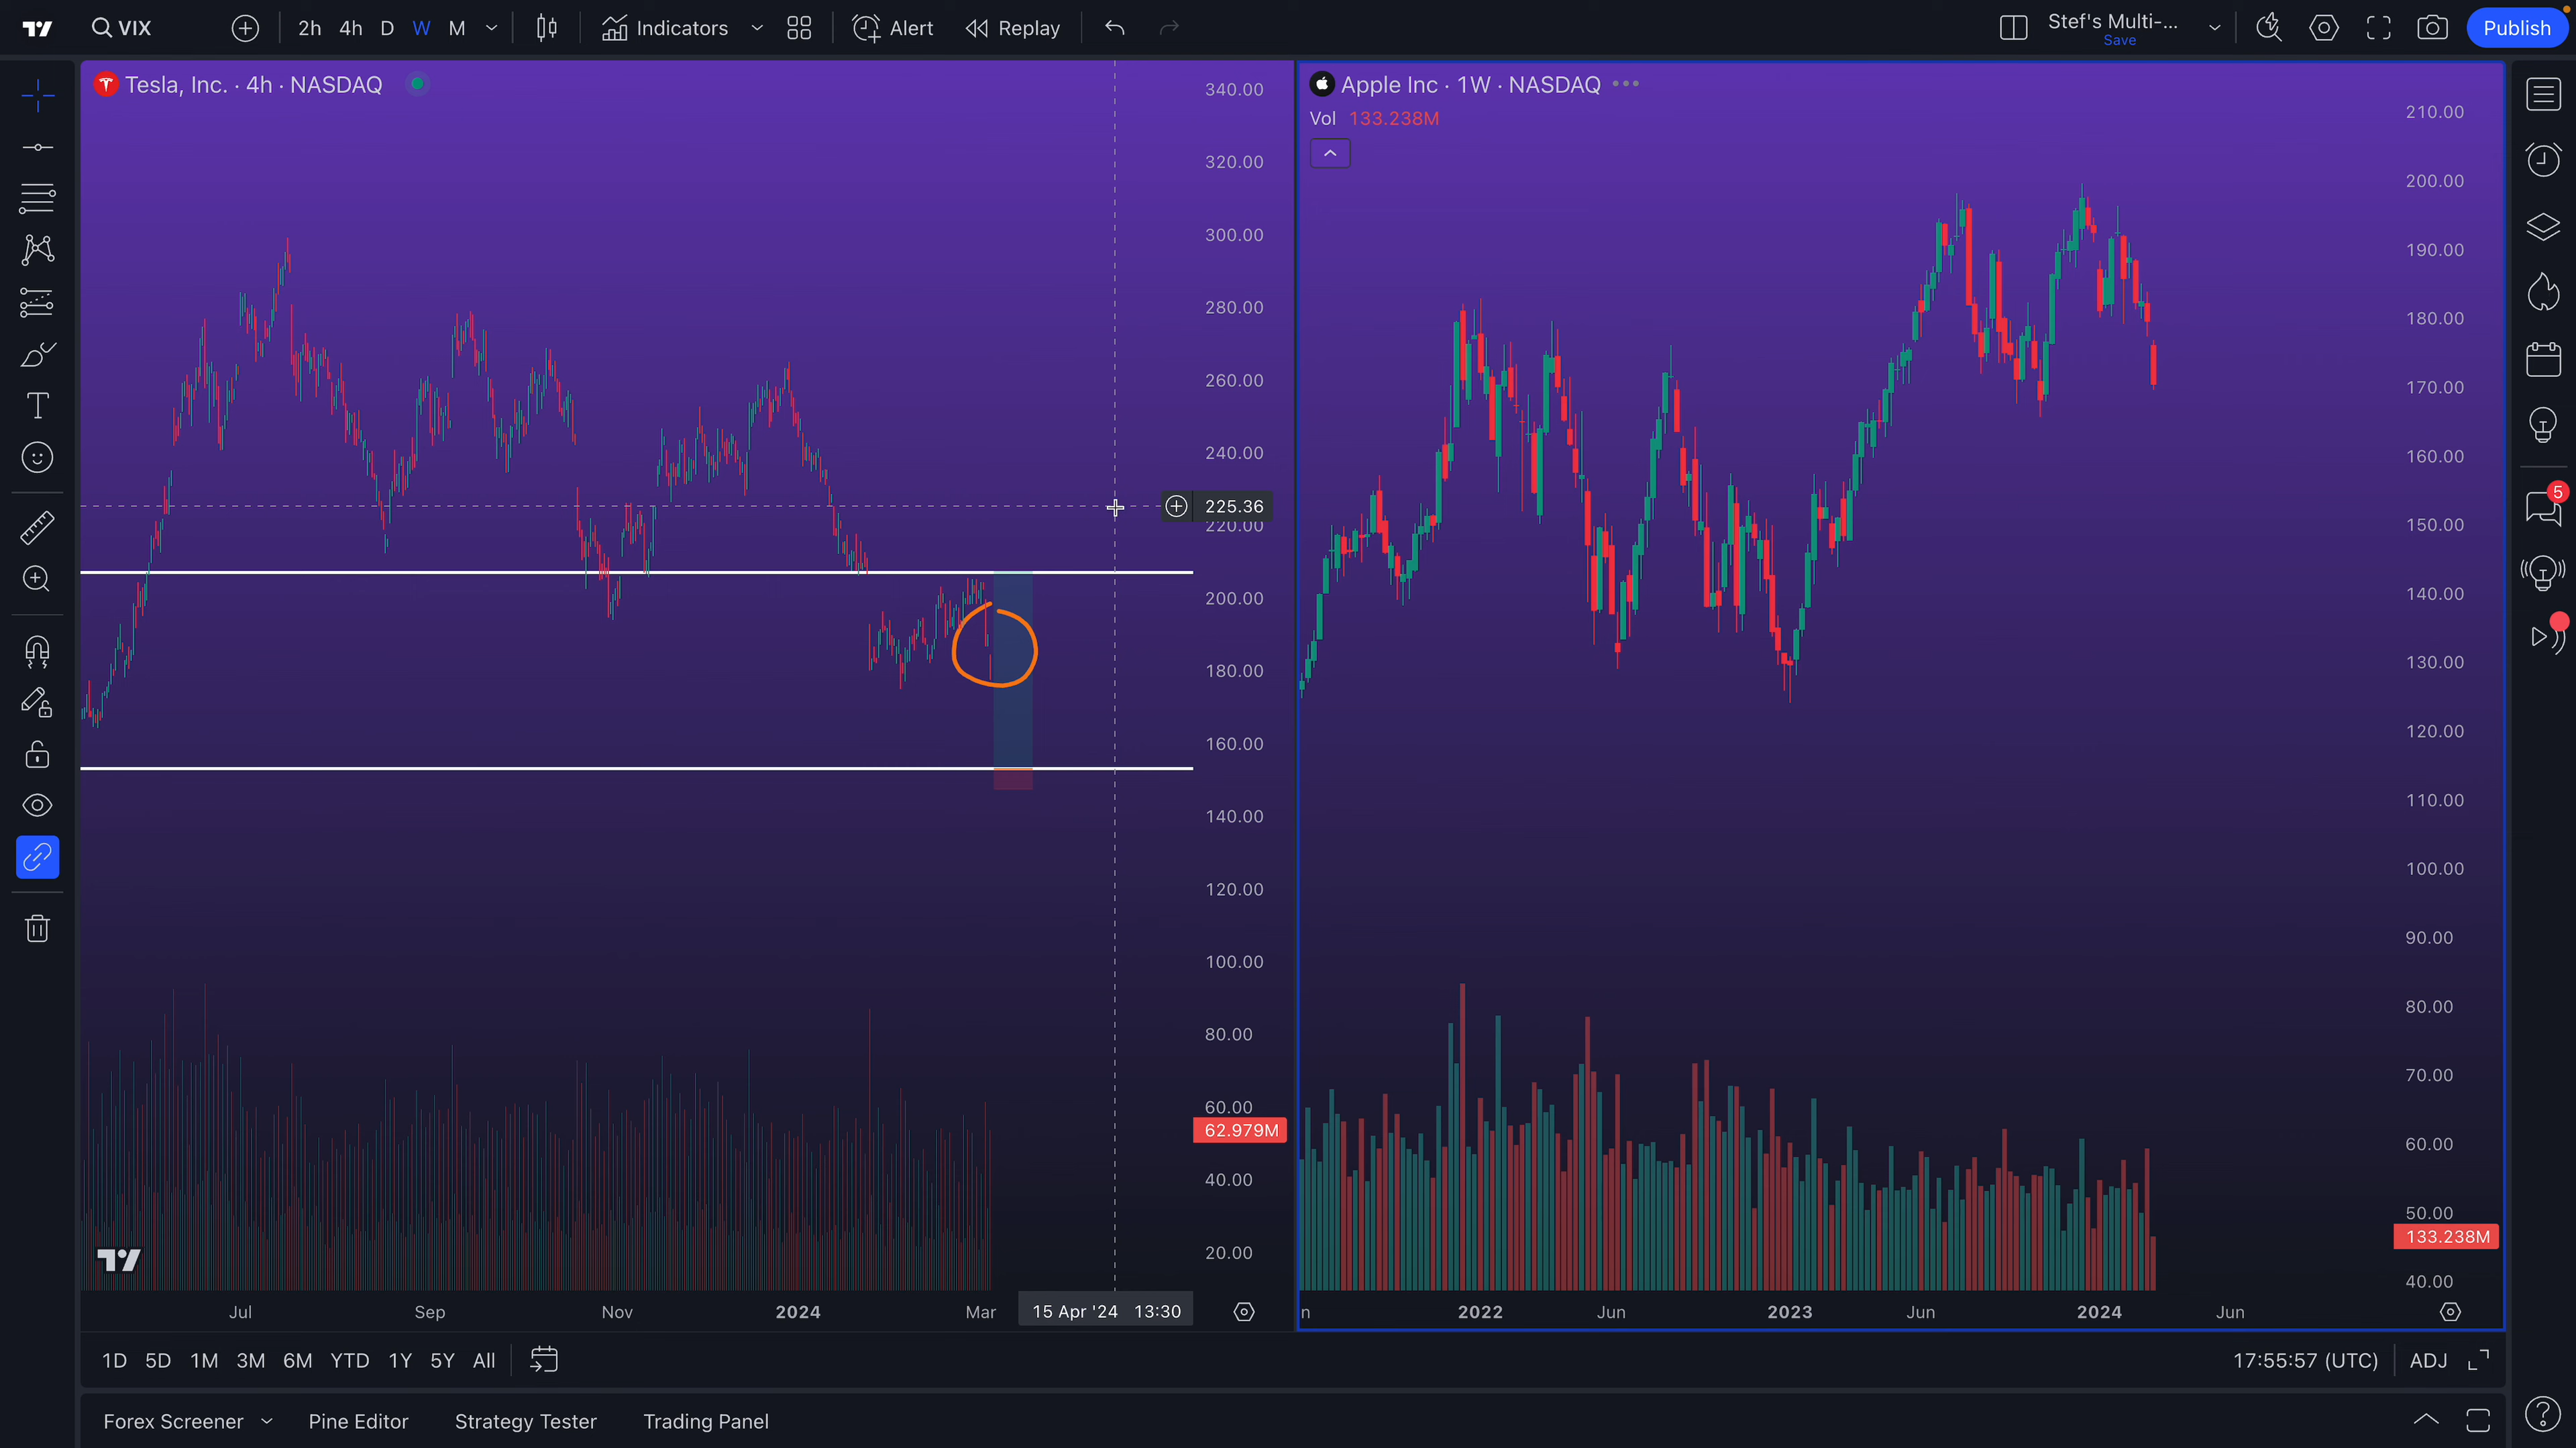 VIX
2h 4h D W M
Indicators
Alert
Replay
Stef's Multi-...
Save
Publish
Tesla, Inc. · 4h · NASDAQ
340.00
320.00
300.00
280.00
260.00
240.00
225.36
220.00
200.00
180.00
160.00
140.00
120.00
100.00
80.00
60.00
62.979M
40.00
20.00
Jul Sep Nov 2024 Mar 15 Apr '24 13:30
Apple Inc · 1W · NASDAQ
Vol 133.238M
210.00
200.00
190.00
180.00
170.00
160.00
150.00
140.00
130.00
120.00
110.00
100.00
90.00
80.00
70.00
60.00
50.00
133.238M
40.00
n 2022 Jun 2023 Jun 2024 Jun
5
1D 5D 1M 3M 6M YTD 1Y 5Y All
17:55:57 (UTC) ADJ
Forex Screener Pine Editor Strategy Tester Trading Panel